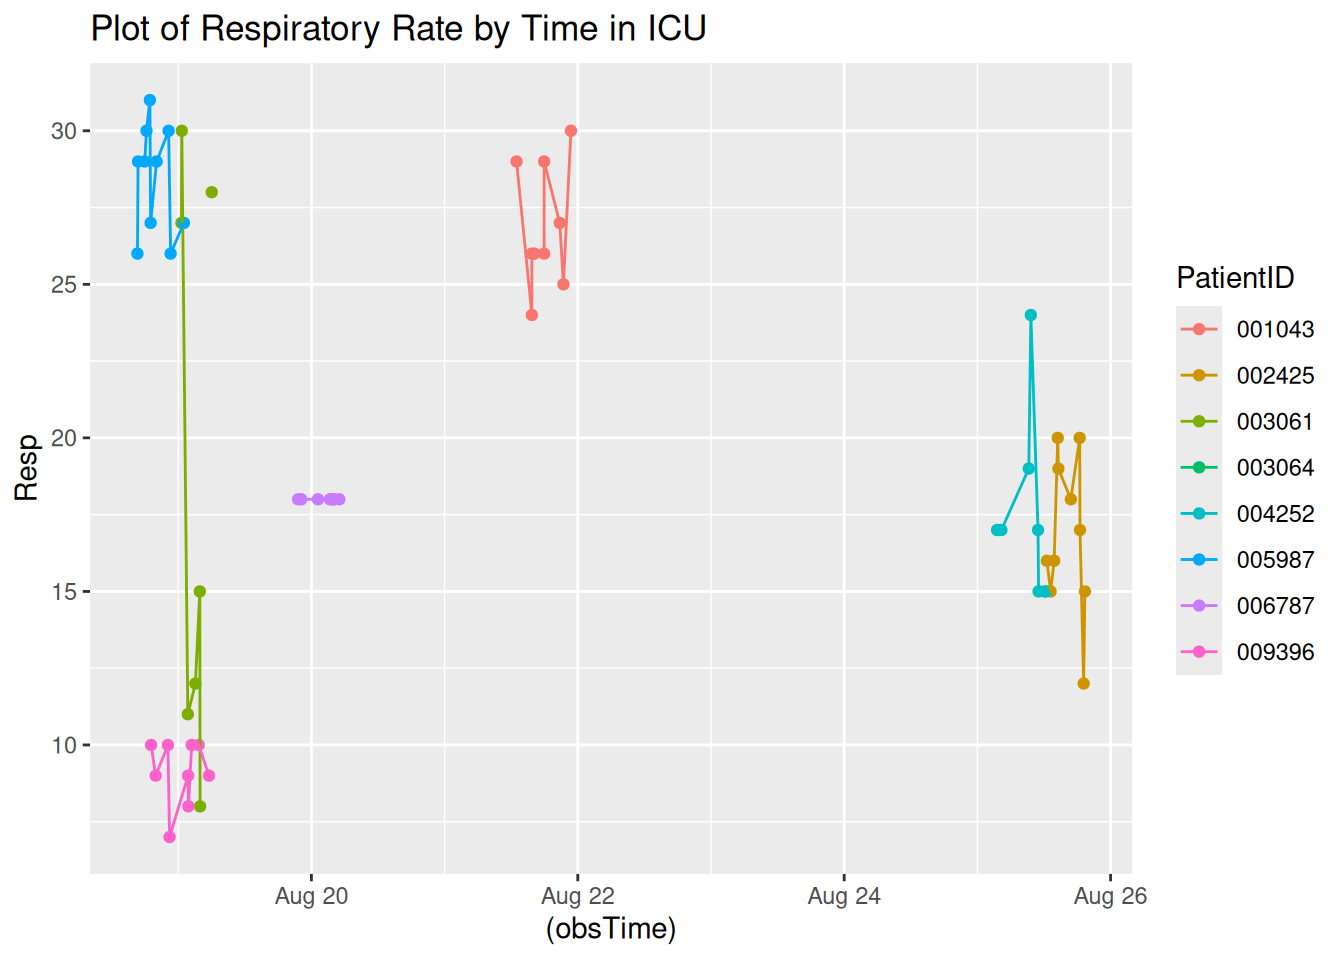 Plot of Respiratory Rate by Time in ICU
30
25
20
15
10
Resp
Aug 20
Aug 22
Aug 24
Aug 26
(obsTime)
PatientID
001043
002425
003061
003064
004252
005987
006787
009396